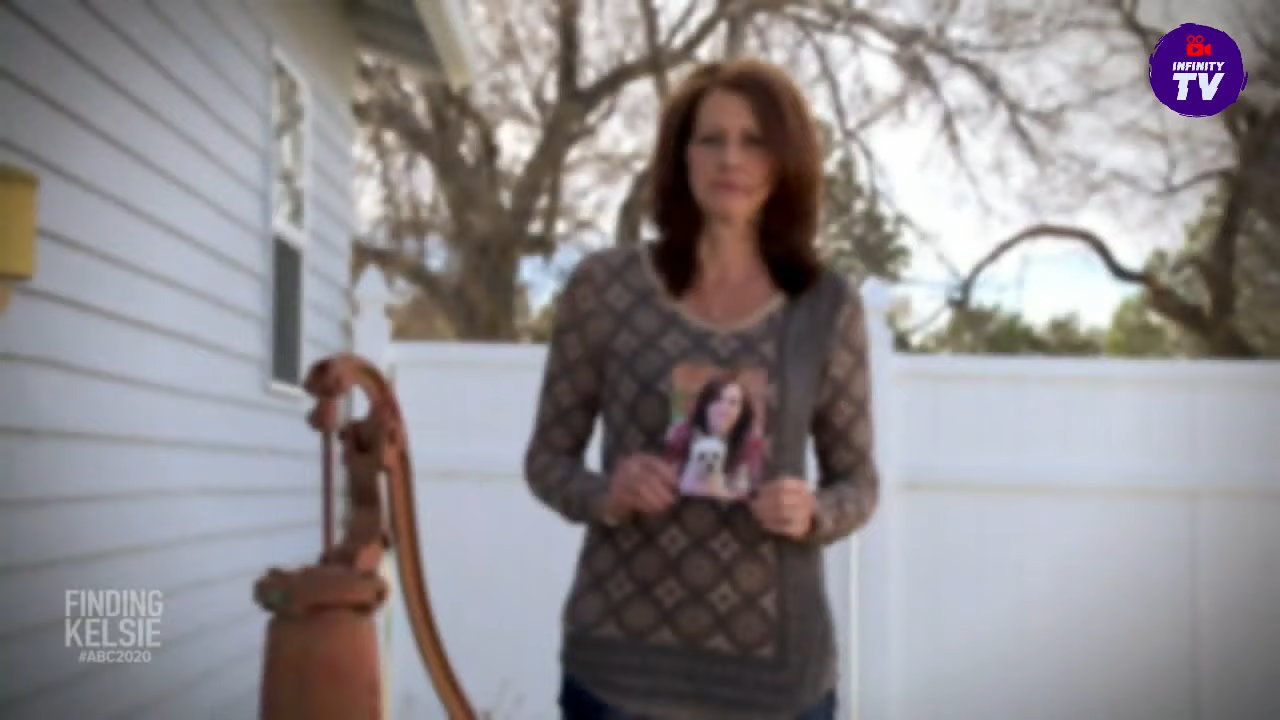 INFINITY
TV
FINDING
KELSIE
#ABC2020